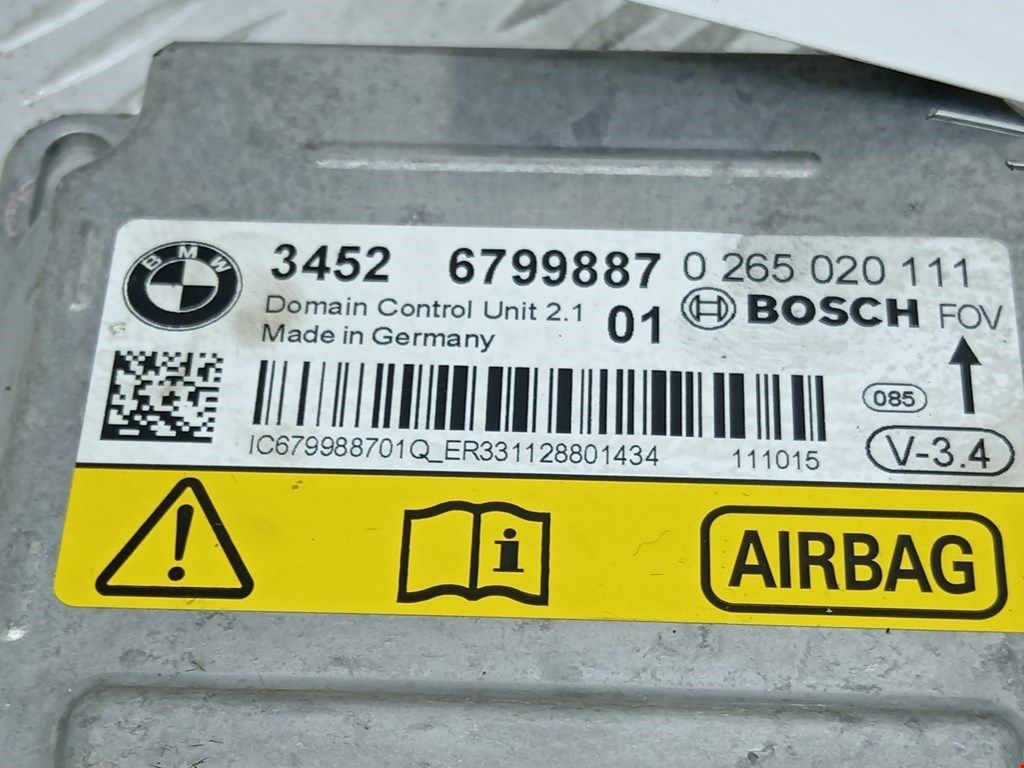 BMW
3452 6799887 0 265 020 111
Domain Control Unit 2.1 01 BOSCH FOV
Made in Germany
085
IC679988701Q_ER331128801434 111015 V-3.4
i AIRBAG